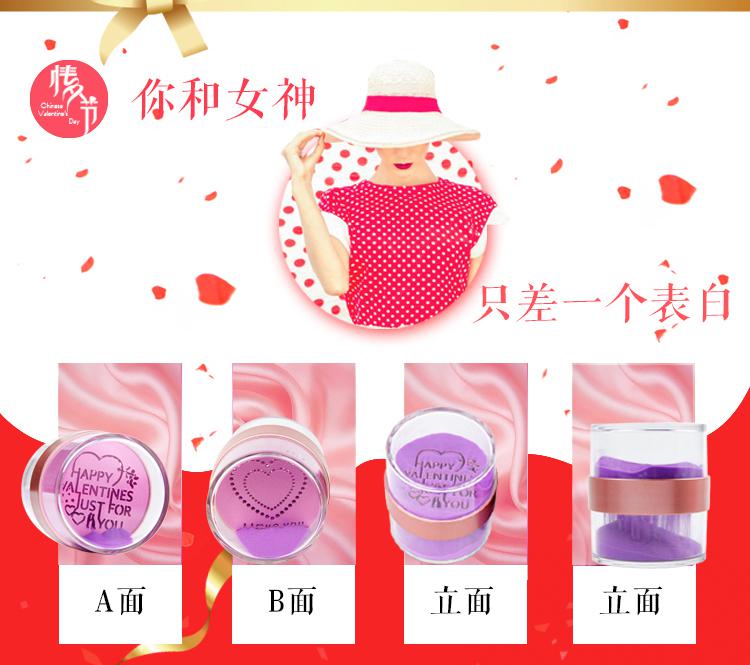 情人节
Chinese
Valentine's
Day
你和女神
只差一个表白
HAPPY
VALENTINES
JUST FOR
YOU
HAPPY
VALENTINES
JUST FOR
YOU
A面
B面
立面
立面